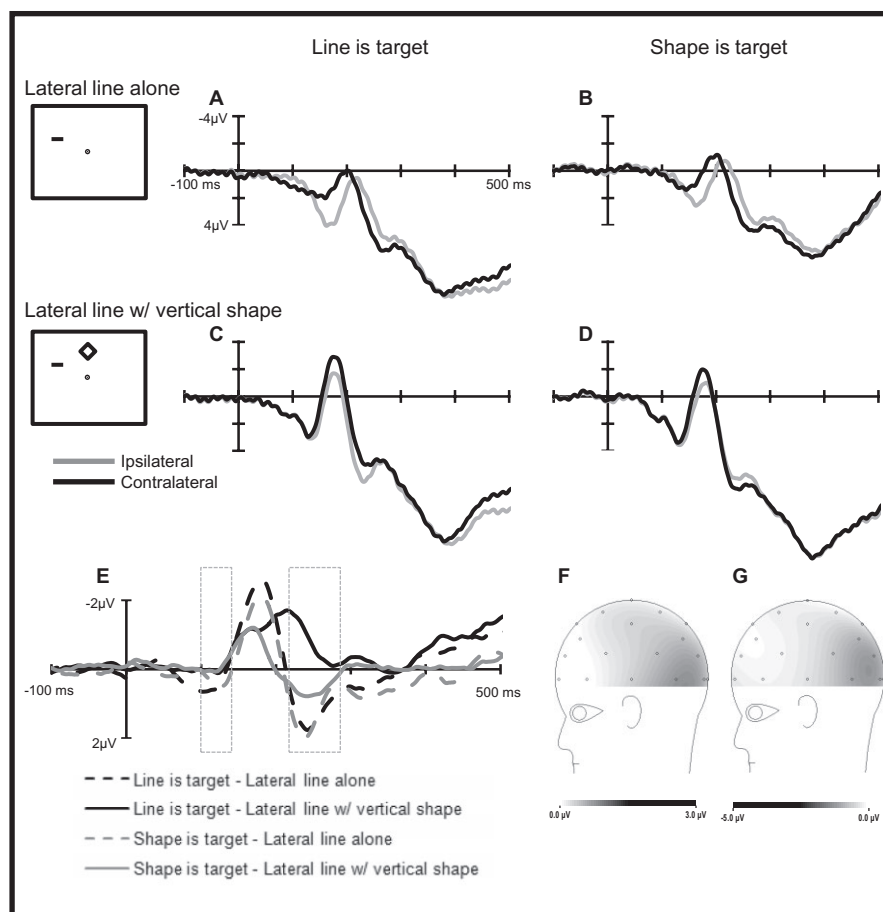 Line is target
Shape is target
Lateral line alone
A
B
-4µV
-100 ms
500 ms
4µV
Lateral line w/ vertical shape
C
D
Ipsilateral
Contralateral
E
F
G
-2µV
-100 ms
500 ms
2µV
Line is target - Lateral line alone
Line is target - Lateral line w/ vertical shape
Shape is target - Lateral line alone
Shape is target - Lateral line w/ vertical shape
0.0 µV
3.0 µV
-5.0 µV
0.0 µV